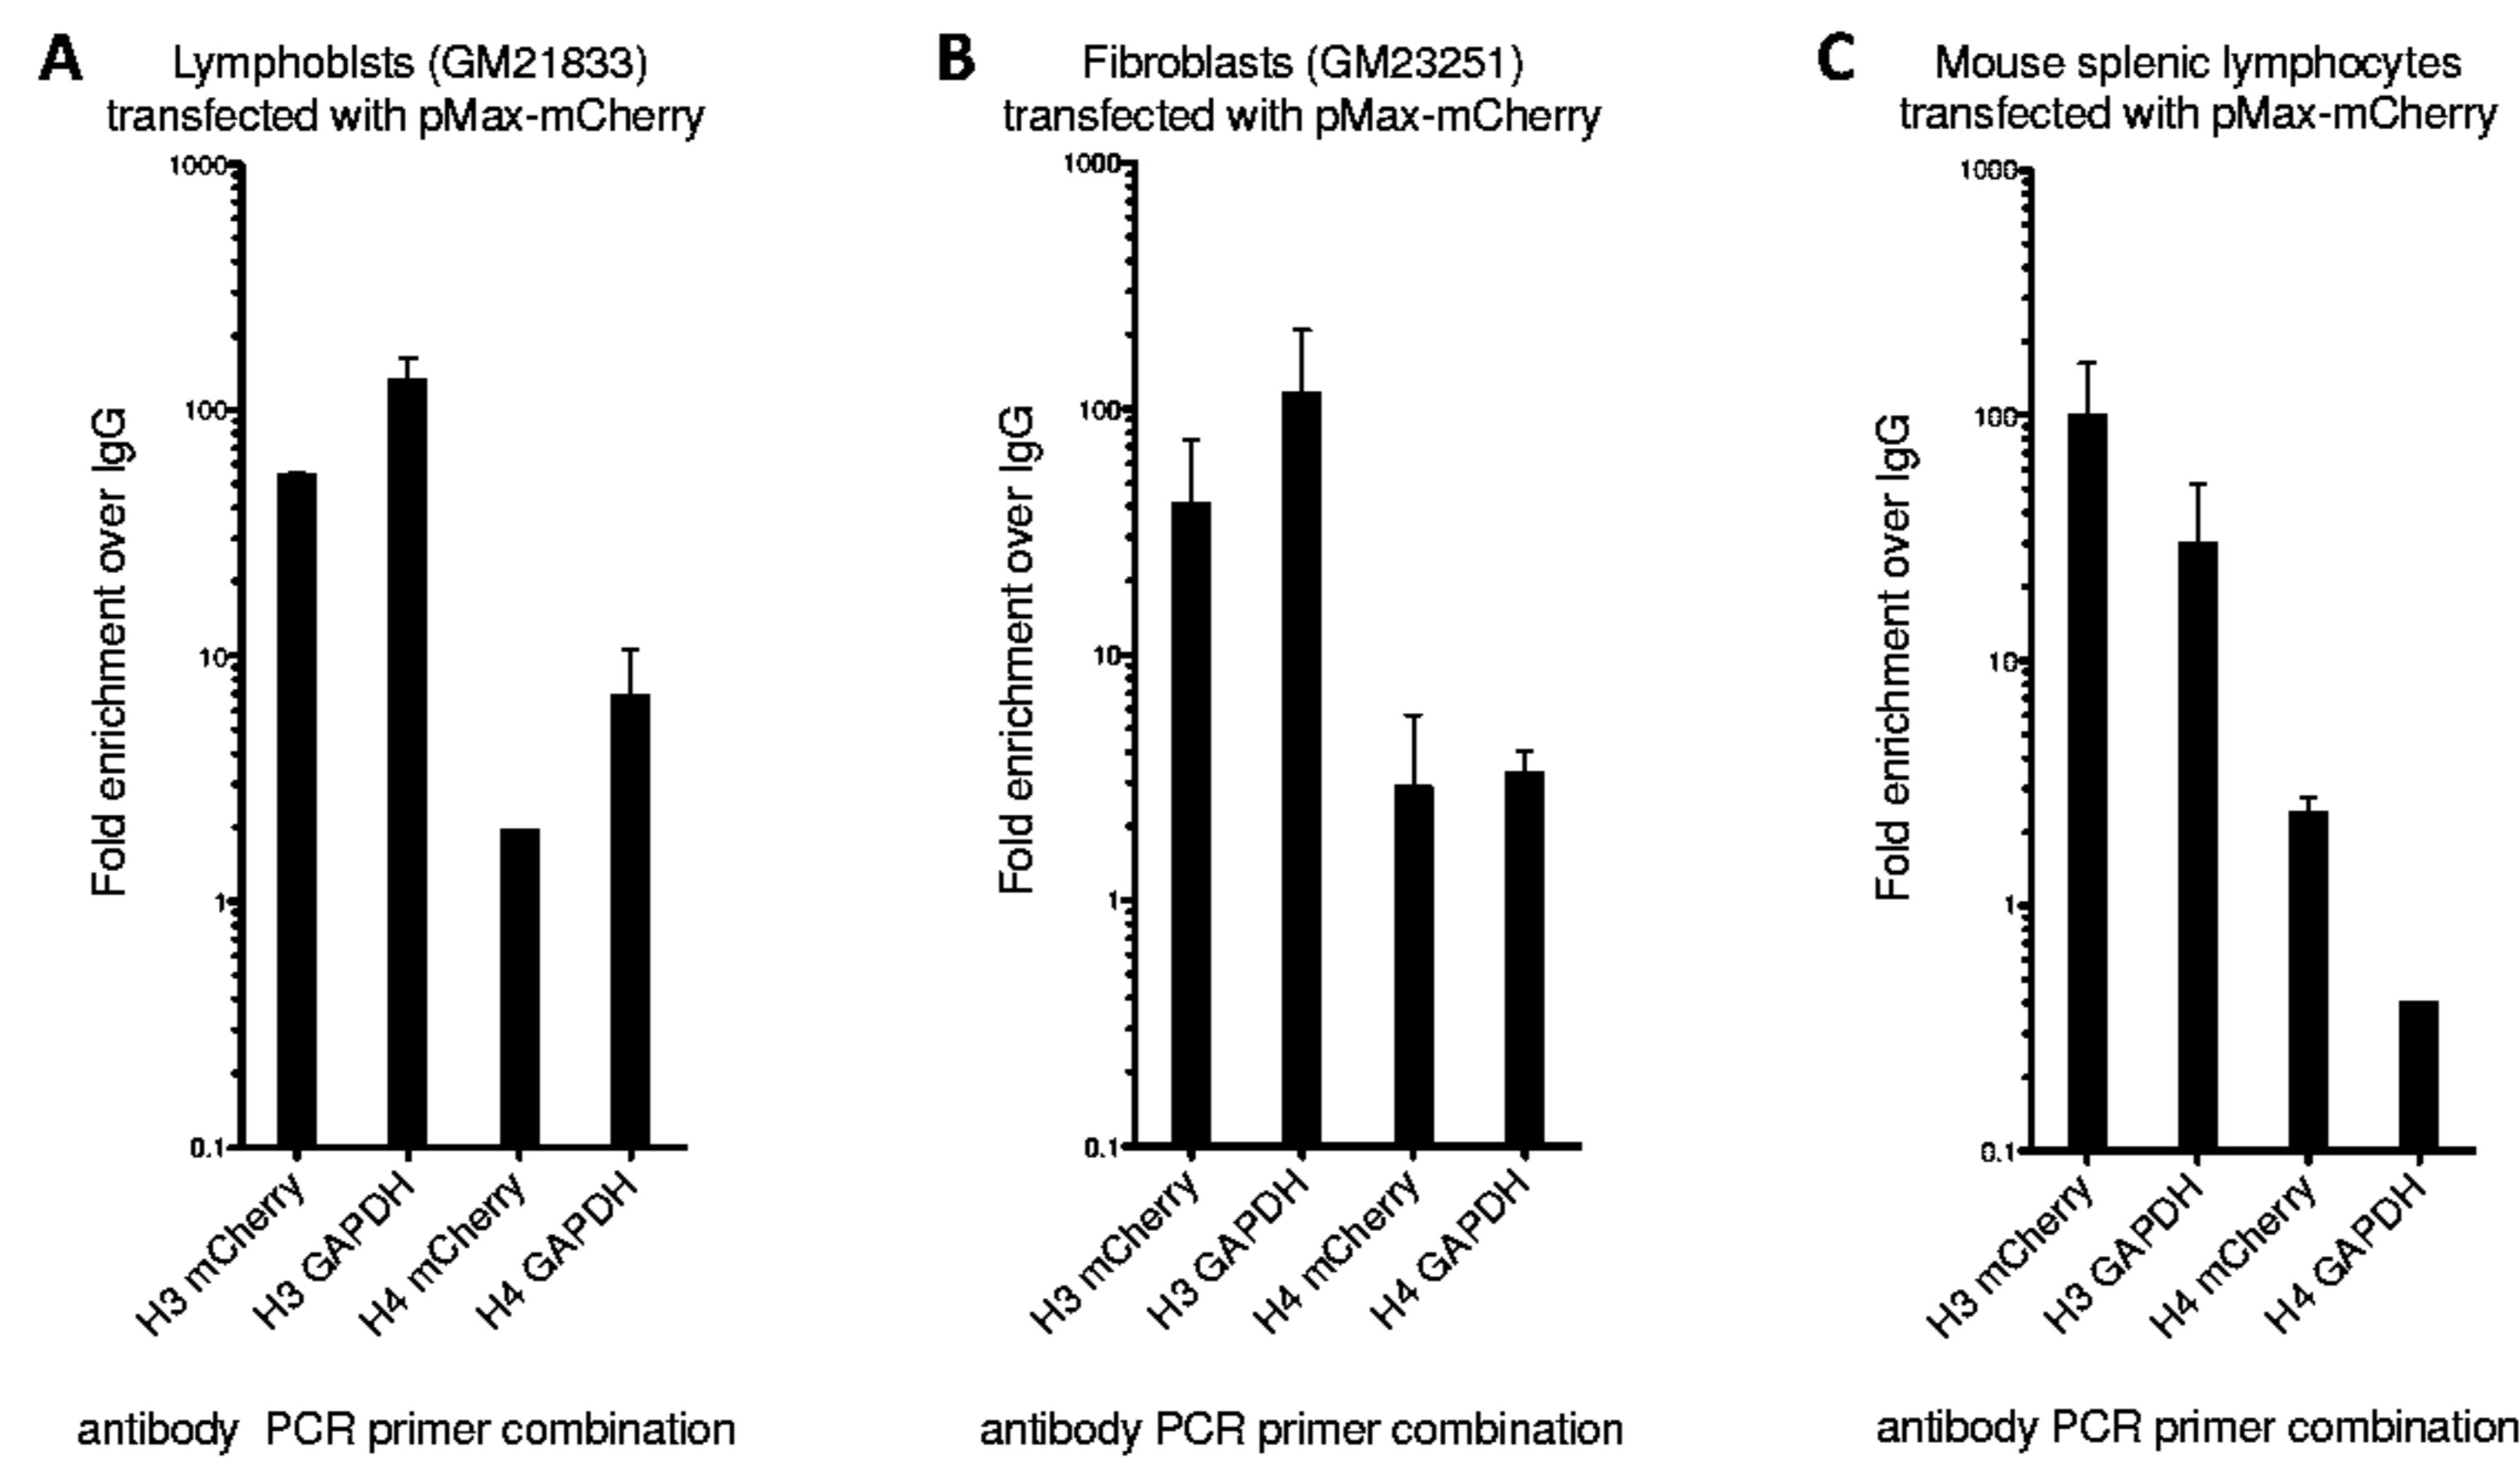 A
Lymphoblsts (GM21833)
transfected with pMax-mCherry
1000
100
10
1
0.1
Fold enrichment over IgG
H3 mCherry
H3 GAPDH
H4 mCherry
H4 GAPDH
antibody PCR primer combination
B
Fibroblasts (GM23251)
transfected with pMax-mCherry
1000
100
10
1
0.1
Fold enrichment over IgG
H3 mCherry
H3 GAPDH
H4 mCherry
H4 GAPDH
antibody PCR primer combination
C
Mouse splenic lymphocytes
transfected with pMax-mCherry
1000
100
10
1
0.1
Fold enrichment over IgG
H3 mCherry
H3 GAPDH
H4 mCherry
H4 GAPDH
antibody PCR primer combination